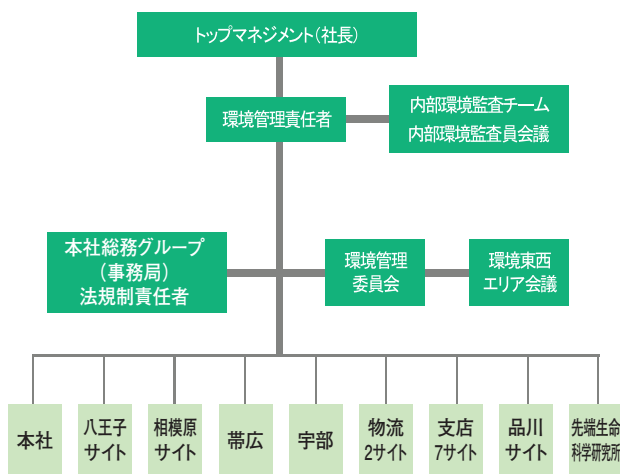 トップマネジメント（社長）
環境管理責任者
内部環境監査チーム
内部環境監査員会議
本社総務グループ
（事務局）
法規制責任者
環境管理
委員会
環境東西
エリア会議
本社
八王子
サイト
相模原
サイト
帯広
宇部
物流
2サイト
支店
7サイト
品川
サイト
先端生命
科学研究所